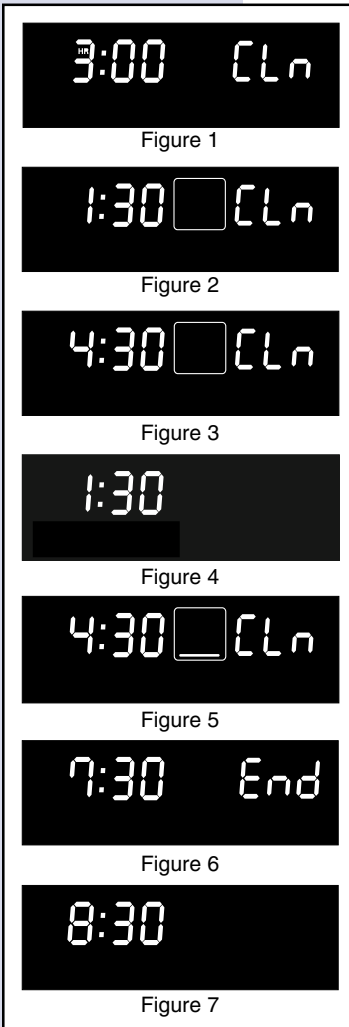 HR
3:00 CLn
Figure 1
1:30 CLn
Figure 2
4:30 CLn
Figure 3
1:30
Figure 4
4:30 CLn
Figure 5
7:30 End
Figure 6
8:30
Figure 7